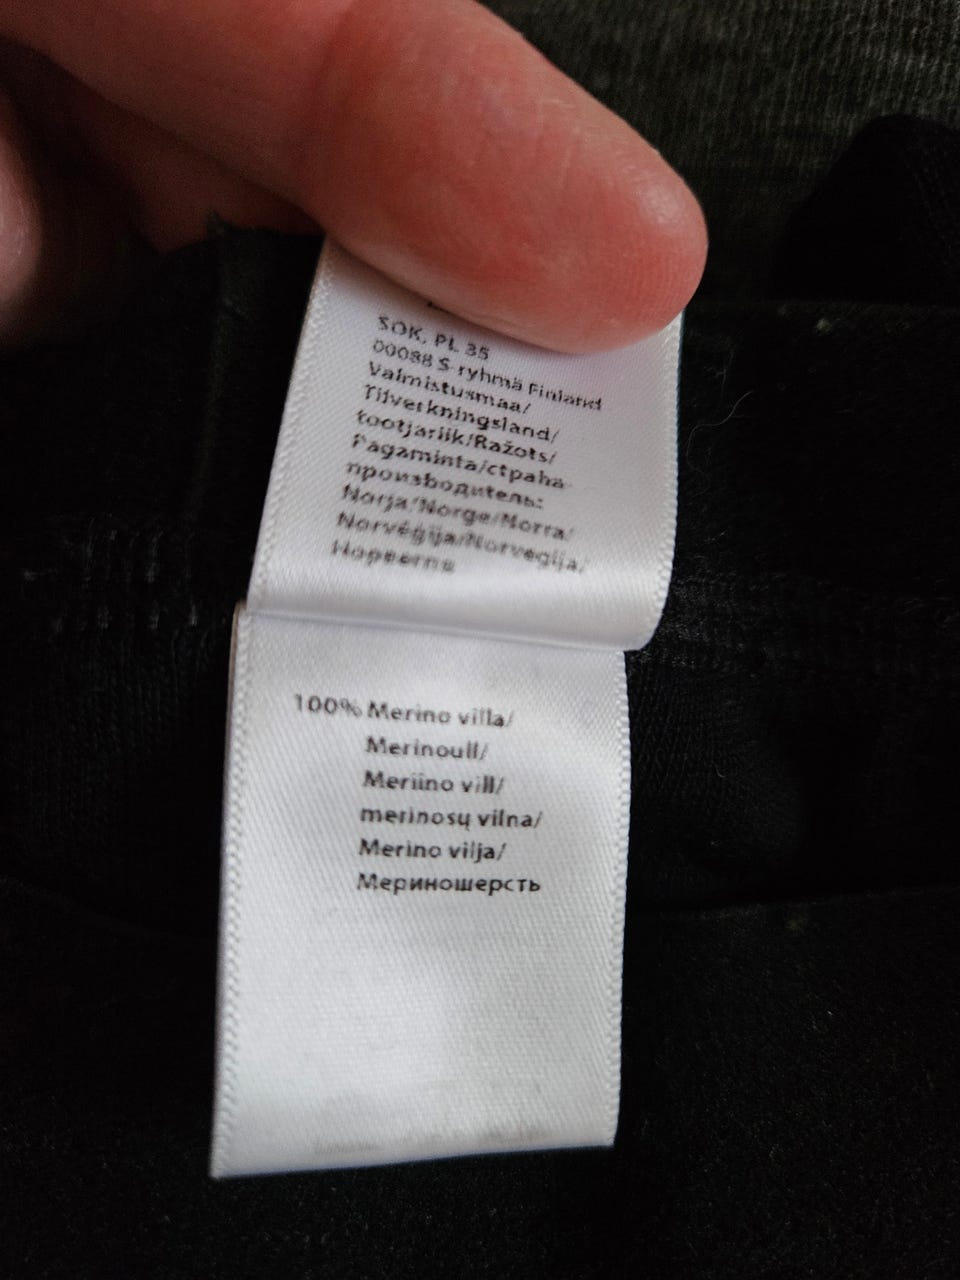 SOK, PL 35
00088 S-ryhmä Finland
Valmistusmaa/
Tilverkningsland/
tootjariik/Ražots/
Pagaminta/страна
производитель:
Norja/Norge/Norra/
Norvēģija/Norvegija/
Норвегия
100% Merino villa/
Merinoull/
Meriino vill/
merinosų vilna/
Merino vilja/
Мериношерсть